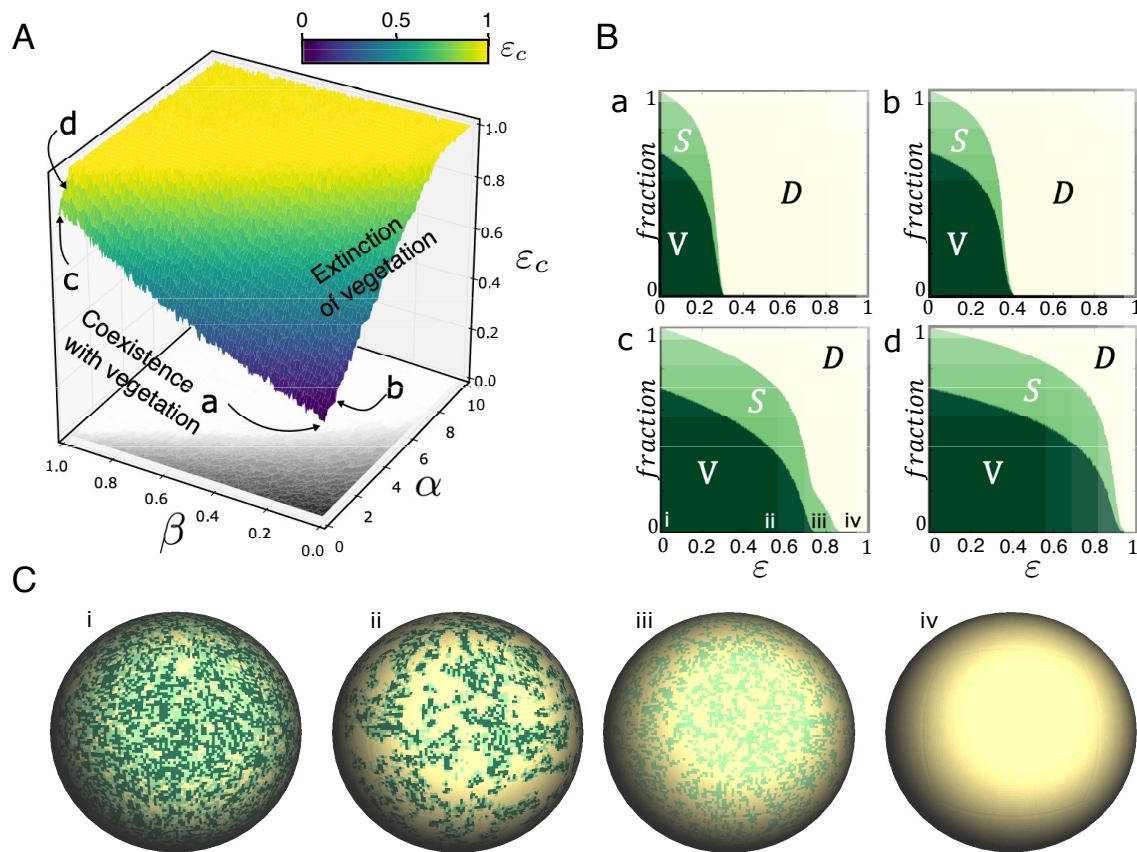 A
0 0.5 1
εc
B
d
c
a
b
Extinction
of vegetation
Coexistence
with vegetation
1.0
0.8
0.6
0.4
0.2
0.0
εc
10
8
6
4
2
0
α
1.0 0.8 0.6 0.4 0.2 0.0
β
a
1
0
fraction
S
V
D
0 0.2 0.4 0.6 0.8 1
b
1
0
fraction
S
V
D
0 0.2 0.4 0.6 0.8 1
c
1
0
fraction
D
S
V
i ii iii iv
0 0.2 0.4 0.6 0.8 1
ε
d
1
0
fraction
D
S
V
0 0.2 0.4 0.6 0.8 1
ε
C
i ii iii iv